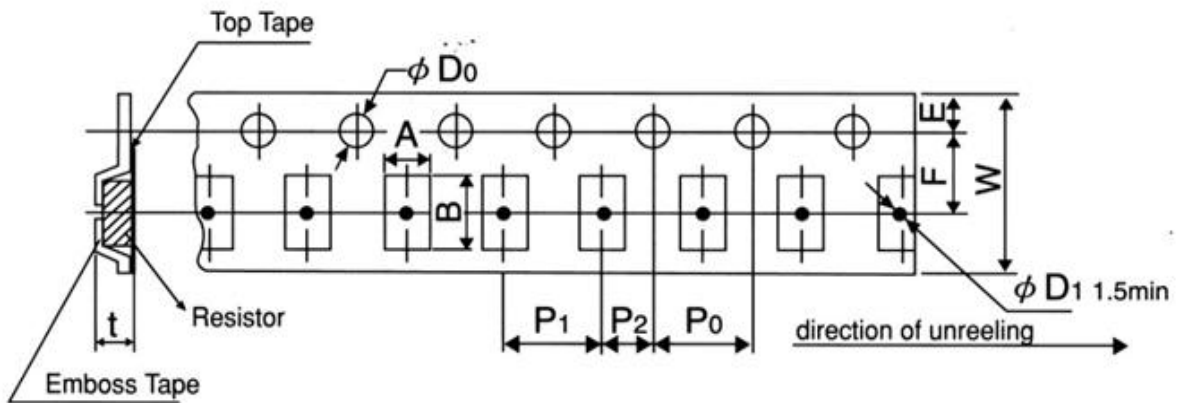 Top Tape
φ D0
A
E
B
F
W
φ D1 1.5min
t
Resistor
P1
P2
P0
direction of unreeling
Emboss Tape